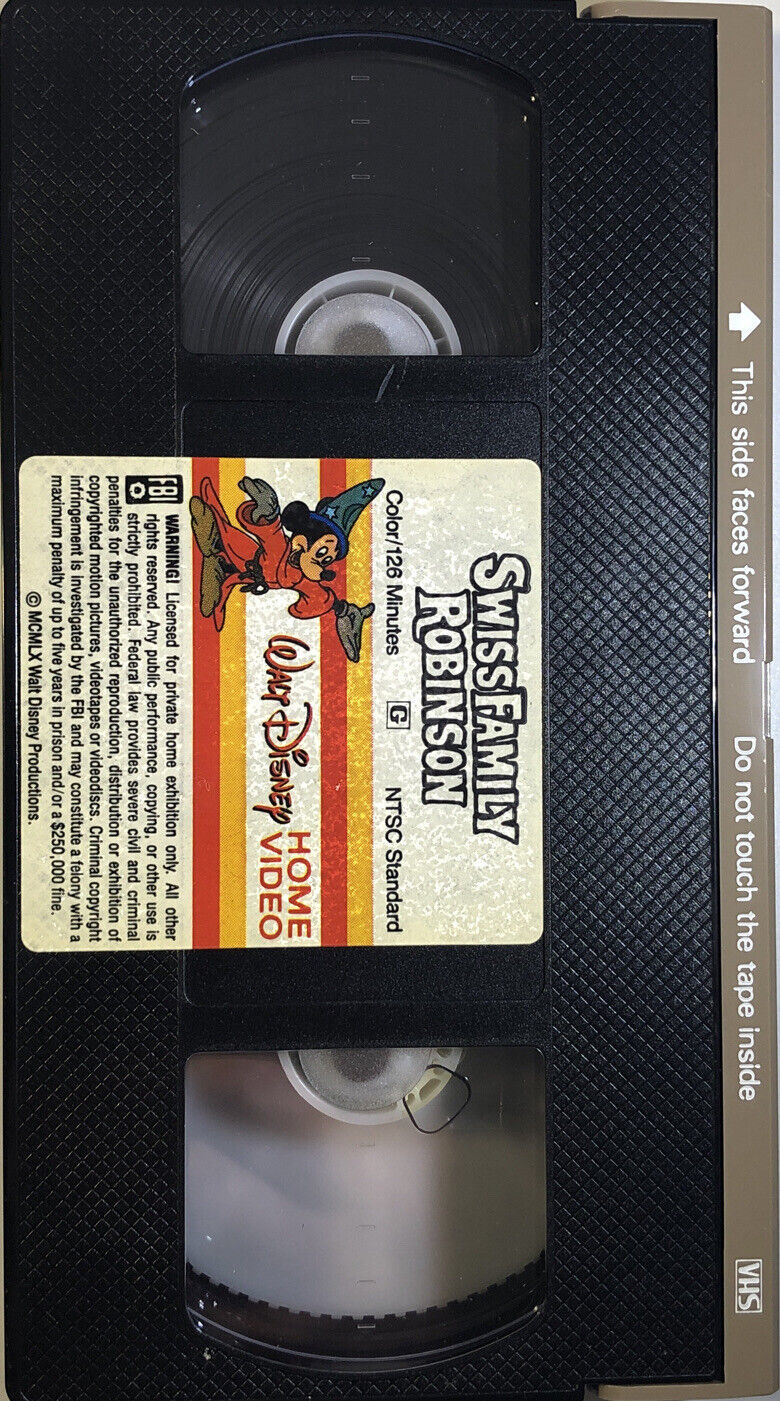 This side faces forward Do not touch the tape inside VHS
SWISS FAMILY
ROBINSON
Color/126 Minutes G NTSC Standard
WALT DISNEY HOME
VIDEO
FBI WARNING! Licensed for private home exhibition only. All other
rights reserved. Any public performance, copying, or other use is
strictly prohibited. Federal law provides severe civil and criminal
penalties for the unauthorized reproduction, distribution or exhibition of
copyrighted motion pictures, videotapes or videodiscs. Criminal copyright
infringement is investigated by the FBI and may constitute a felony with a
maximum penalty of up to five years in prison and/or a $250,000 fine.
© MCMLX Walt Disney Productions.